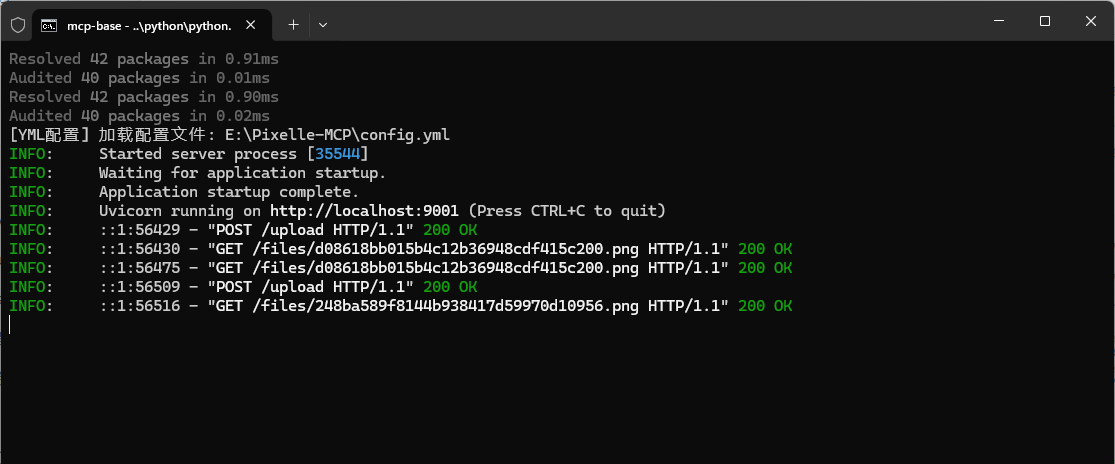 mcp-base - ..\python\python.
Resolved 42 packages in 0.91ms
Audited 40 packages in 0.01ms
Resolved 42 packages in 0.90ms
Audited 40 packages in 0.02ms
[YML配置] 加载配置文件: E:\Pixelle-MCP\config.yml
INFO:     Started server process [35544]
INFO:     Waiting for application startup.
INFO:     Application startup complete.
INFO:     Uvicorn running on http://localhost:9001 (Press CTRL+C to quit)
INFO:     ::1:56429 - "POST /upload HTTP/1.1" 200 OK
INFO:     ::1:56430 - "GET /files/d08618bb015b4c12b36948cdf415c200.png HTTP/1.1" 200 OK
INFO:     ::1:56475 - "GET /files/d08618bb015b4c12b36948cdf415c200.png HTTP/1.1" 200 OK
INFO:     ::1:56509 - "POST /upload HTTP/1.1" 200 OK
INFO:     ::1:56516 - "GET /files/248ba589f8144b938417d59970d10956.png HTTP/1.1" 200 OK